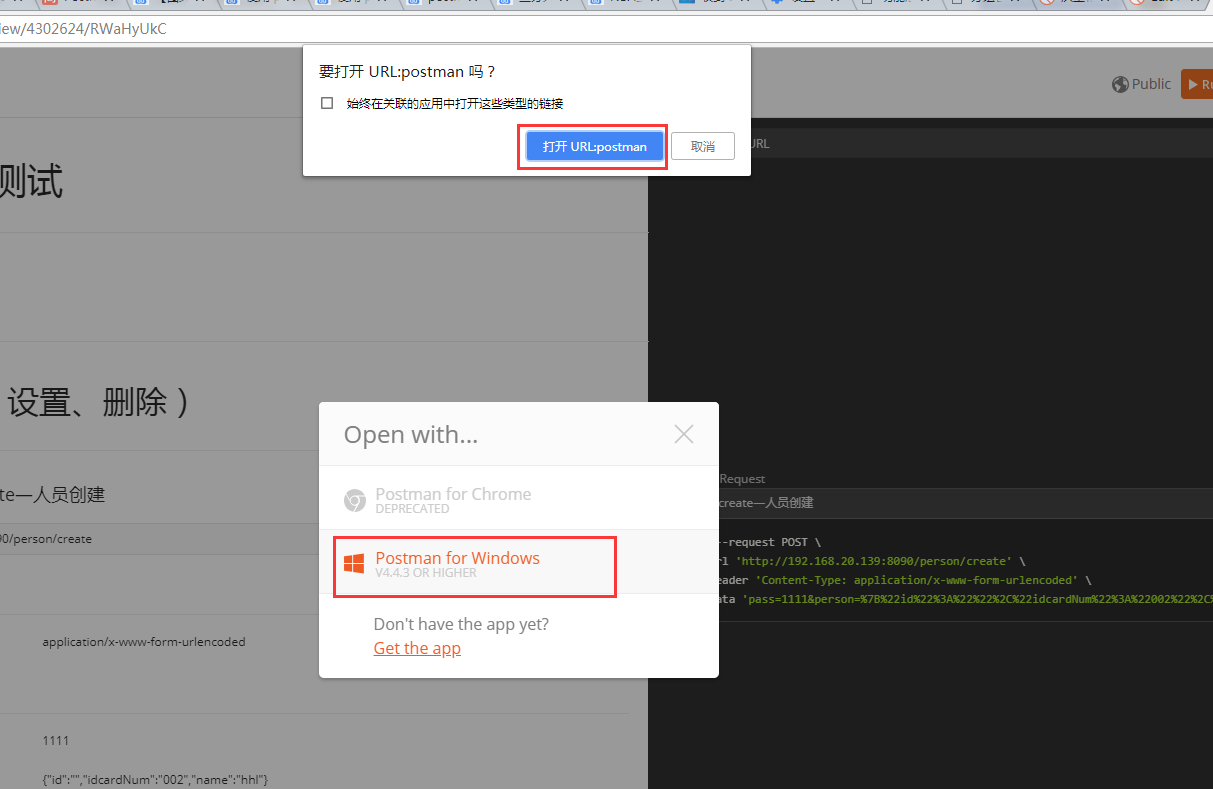 iew/4302624/RWaHyUkC
要打开 URL:postman 吗？
始终在关联的应用中打开这些类型的链接
打开 URL:postman
取消
Public
测试
设置、删除）
Open with...
Postman for Chrome
DEPRECATED
Postman for Windows
V4.4.3 OR HIGHER
Don't have the app yet?
Get the app
te—人员创建
90/person/create
application/x-www-form-urlencoded
1111
{"id":"","idcardNum":"002","name":"hhl"}
URL
Request
create—人员创建
--request POST \
rl 'http://192.168.20.139:8090/person/create' \
eader 'Content-Type: application/x-www-form-urlencoded' \
ata 'pass=1111&person=%7B%22id%22%3A%22%22%2C%22idcardNum%22%3A%22002%22%2C%